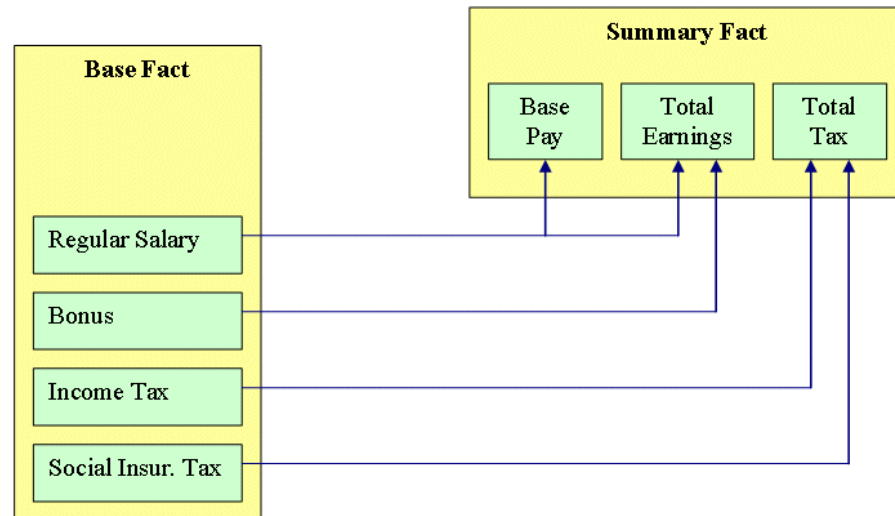 Summary Fact
Base
Pay
Total
Earnings
Total
Tax
Base Fact
Regular Salary
Bonus
Income Tax
Social Insur. Tax